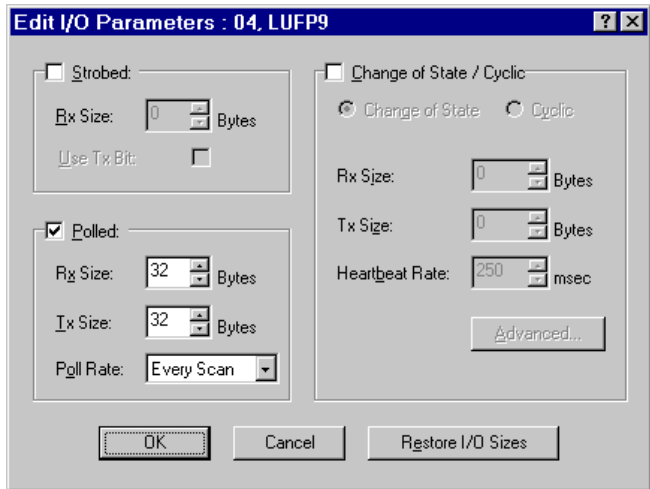 Edit I/O Parameters : 04, LUFP9
Strobed:
Rx Size: 0 Bytes
Use Tx Bit:
Polled:
Rx Size: 32 Bytes
Tx Size: 32 Bytes
Poll Rate: Every Scan
Change of State / Cyclic
Change of State Cyclic
Rx Size: 0 Bytes
Tx Size: 0 Bytes
Heartbeat Rate: 250 msec
Advanced...
OK Cancel Restore I/O Sizes